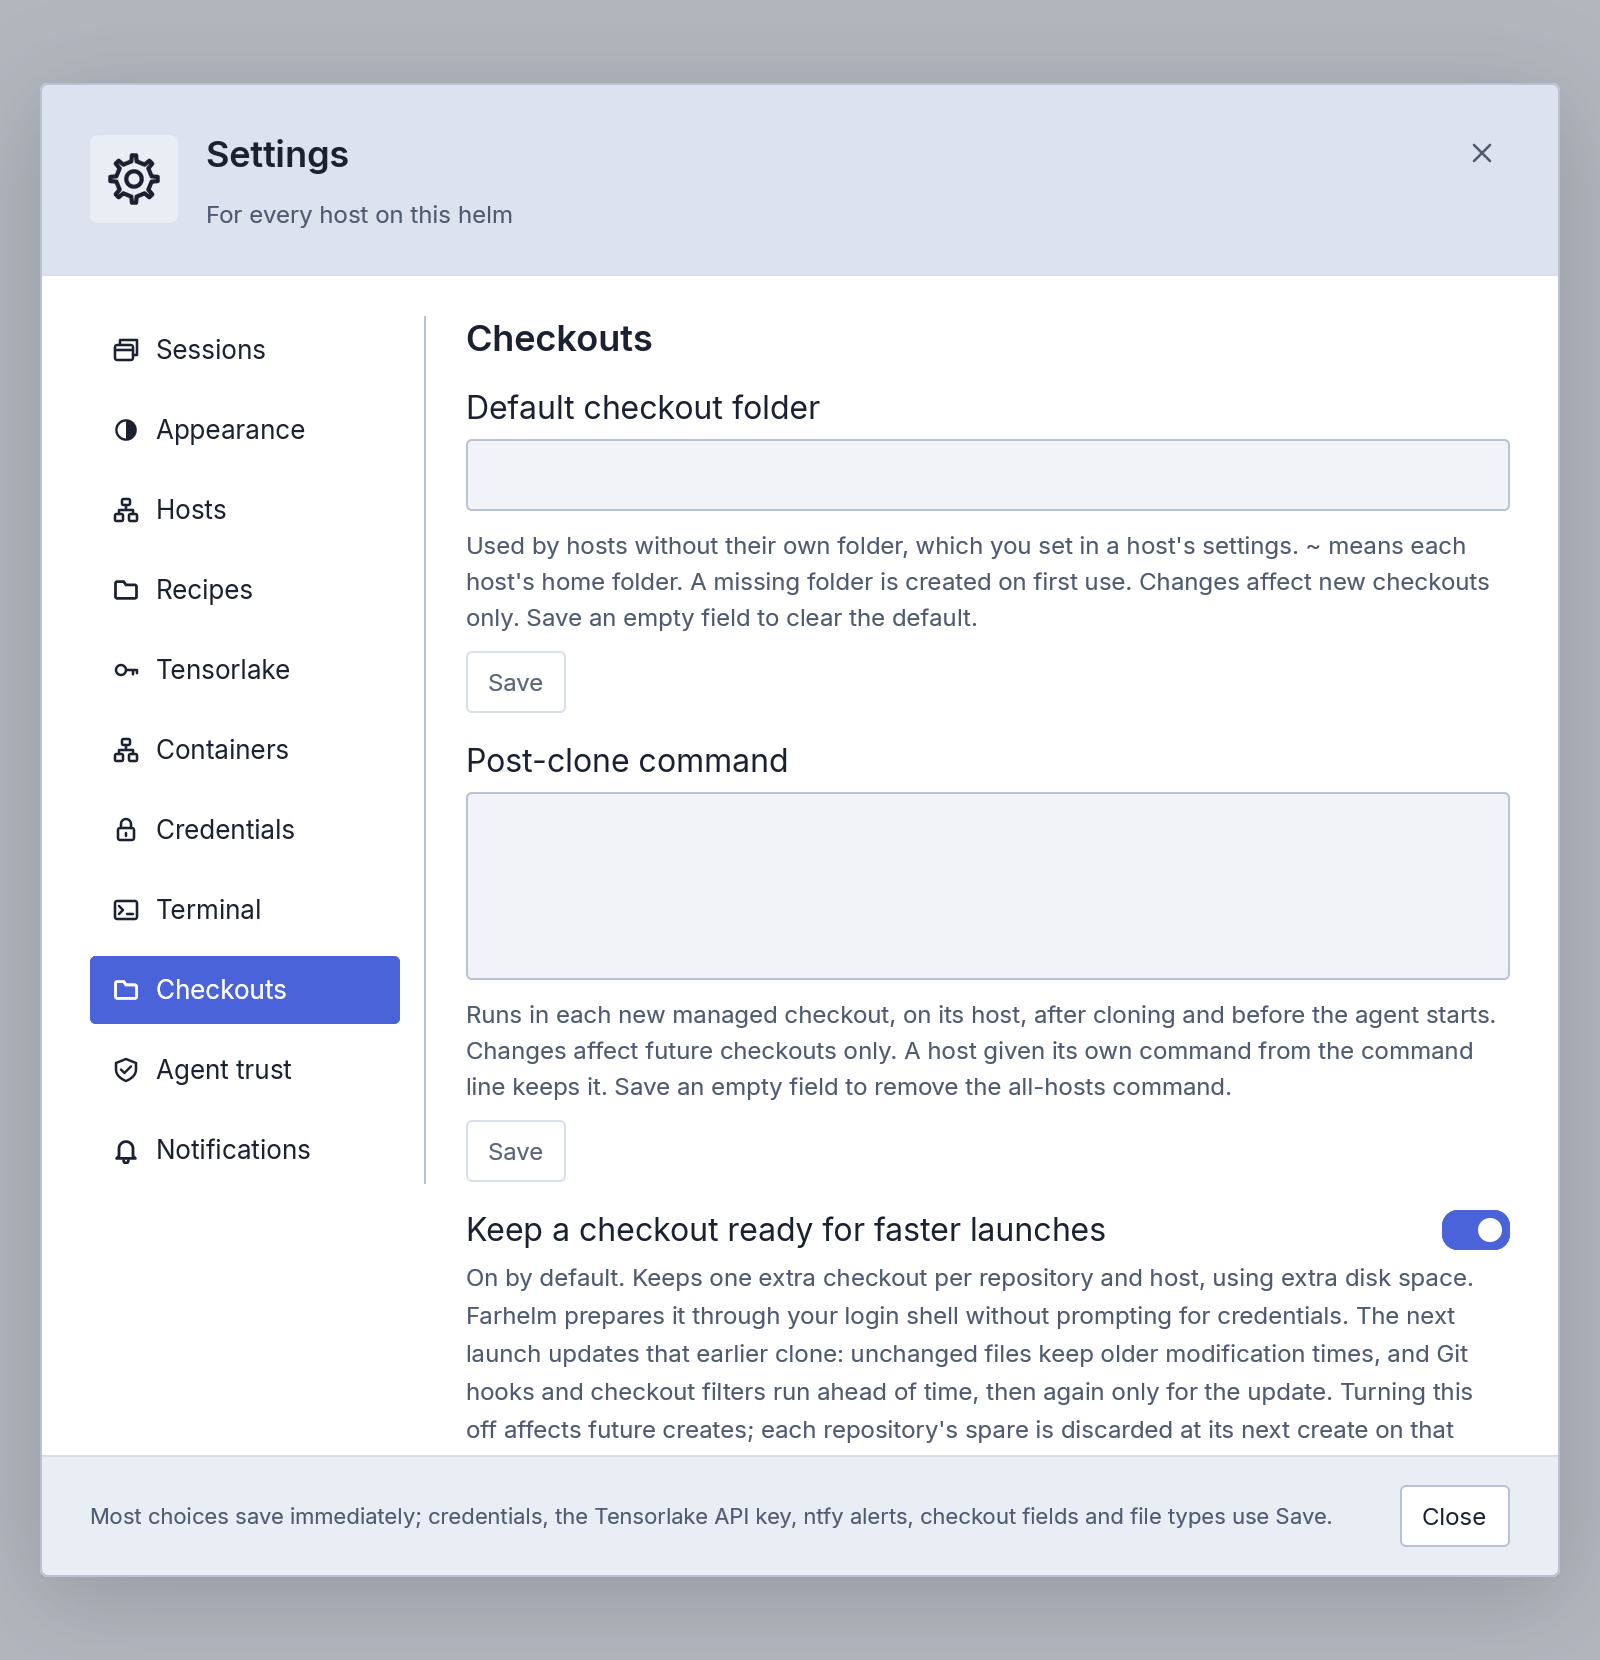 Settings
For every host on this helm
Sessions
Appearance
Hosts
Recipes
Tensorlake
Containers
Credentials
Terminal
Checkouts
Agent trust
Notifications
Checkouts
Default checkout folder
Used by hosts without their own folder, which you set in a host's settings. ~ means each
host's home folder. A missing folder is created on first use. Changes affect new checkouts
only. Save an empty field to clear the default.
Save
Post-clone command
Runs in each new managed checkout, on its host, after cloning and before the agent starts.
Changes affect future checkouts only. A host given its own command from the command
line keeps it. Save an empty field to remove the all-hosts command.
Save
Keep a checkout ready for faster launches
On by default. Keeps one extra checkout per repository and host, using extra disk space.
Farhelm prepares it through your login shell without prompting for credentials. The next
launch updates that earlier clone: unchanged files keep older modification times, and Git
hooks and checkout filters run ahead of time, then again only for the update. Turning this
off affects future creates; each repository's spare is discarded at its next create on that
Most choices save immediately; credentials, the Tensorlake API key, ntfy alerts, checkout fields and file types use Save.
Close